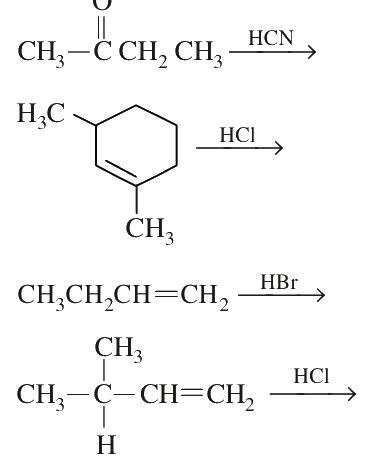 O
CH₃—C CH₂ CH₃ HCN
H₃C
HCl
CH₃
CH₃CH₂CH=CH₂ HBr
CH₃
CH₃—C—CH=CH₂ HCl
H